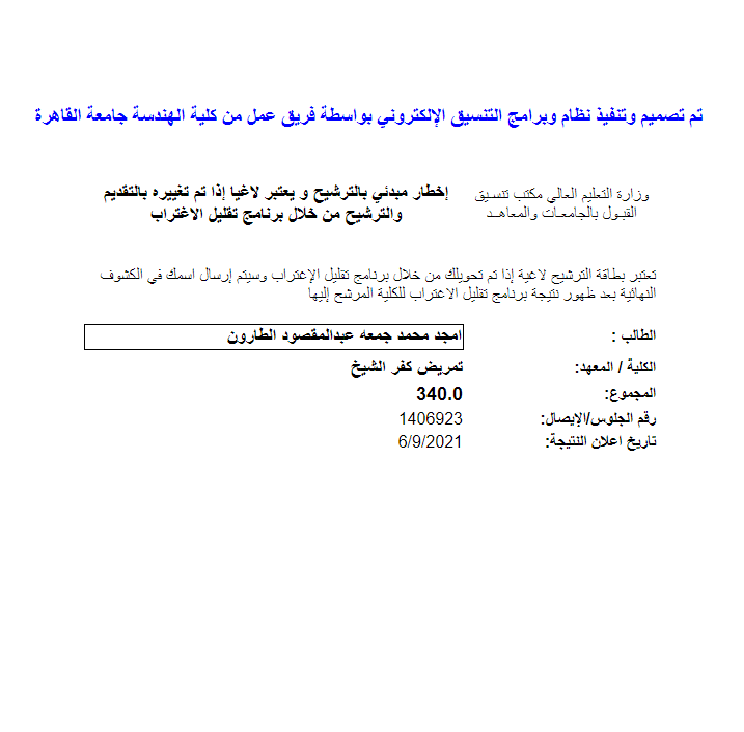 تم تصميم وتنفيذ نظام وبرامج التنسيق الإلكتروني بواسطة فريق عمل من كلية الهندسة جامعة القاهرة
وزارة التعليم العالي مكتب تنسيق
القبول بالجامعات والمعاهد
إخطار مبدئي بالترشيح و يعتبر لاغيا إذا تم تغييره بالتقديم
والترشيح من خلال برنامج تقليل الاغتراب
تعتبر بطاقة الترشيح لاغية إذا تم تحويلك من خلال برنامج تقليل الإغتراب وسيتم إرسال اسمك في الكشوف
النهائية بعد ظهور نتيجة برنامج تقليل الاغتراب للكلية المرشح إليها
الطالب : امجد محمد جمعه عبدالمقصود الطارون
الكلية / المعهد: تمريض كفر الشيخ
المجموع: 340.0
رقم الجلوس/الإيصال: 1406923
تاريخ اعلان النتيجة: 6/9/2021